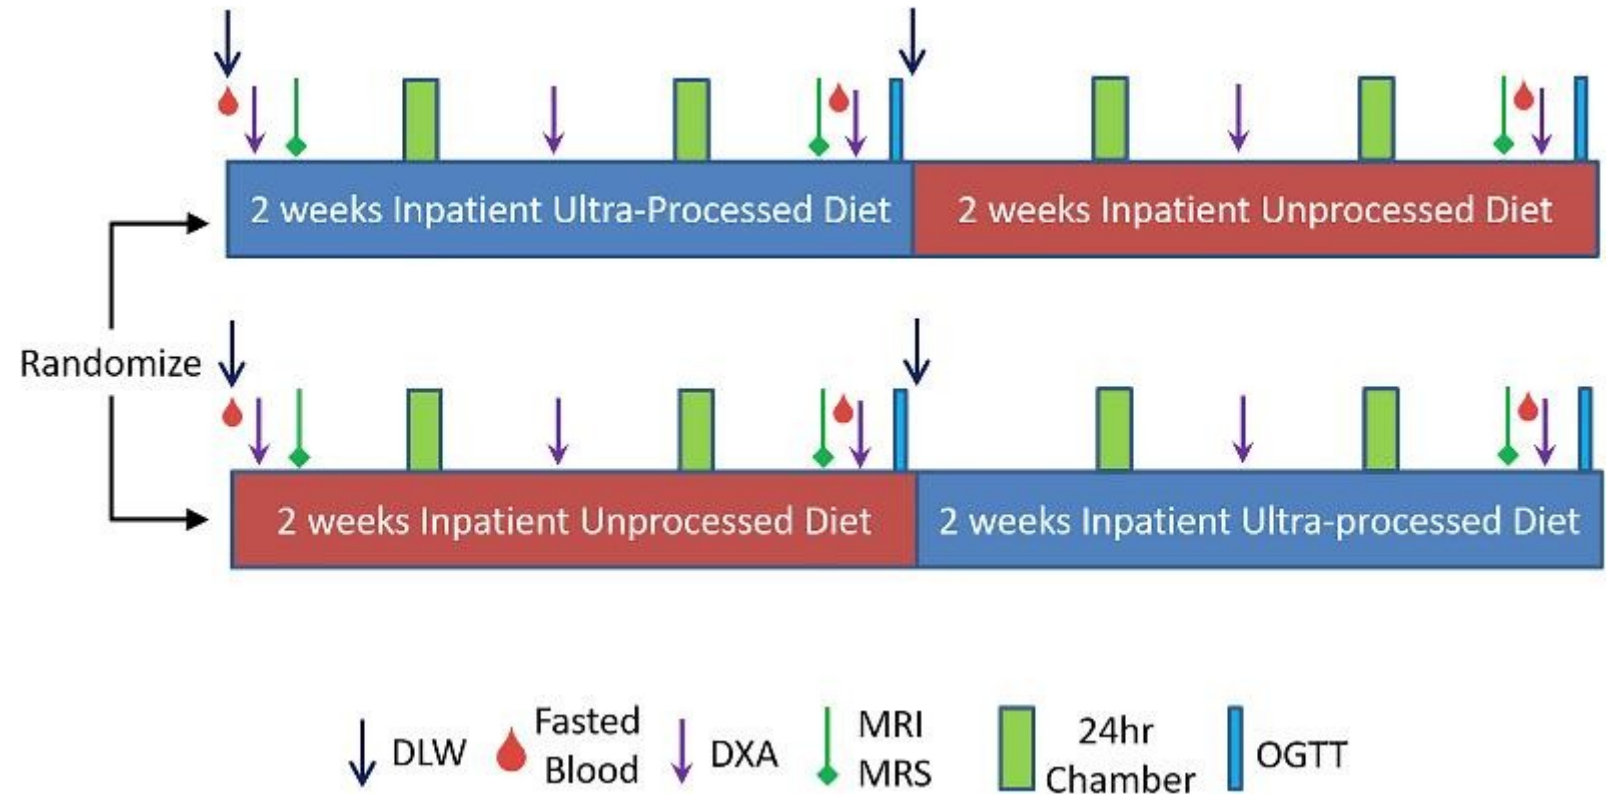 2 weeks Inpatient Ultra-Processed Diet
2 weeks Inpatient Unprocessed Diet
Randomize
2 weeks Inpatient Unprocessed Diet
2 weeks Inpatient Ultra-processed Diet
DLW
Fasted
Blood
DXA
MRI
MRS
24hr
Chamber
OGTT